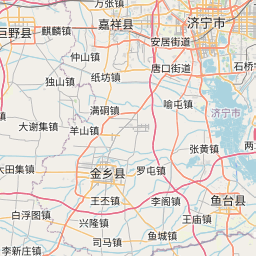 万张镇
嘉祥县
济宁市
巨野县
麒麟镇
安居街道
仲山镇
唐口街道
石桥
独山镇
纸坊镇
满硐镇
喻屯镇
济宁市
大谢集镇
羊山镇
张黄镇
大田集镇
金乡县
罗屯镇
王丕镇
李阁镇
鱼台县
白浮图镇
兴隆镇
王庙镇
李新庄镇
司马镇
鱼城镇